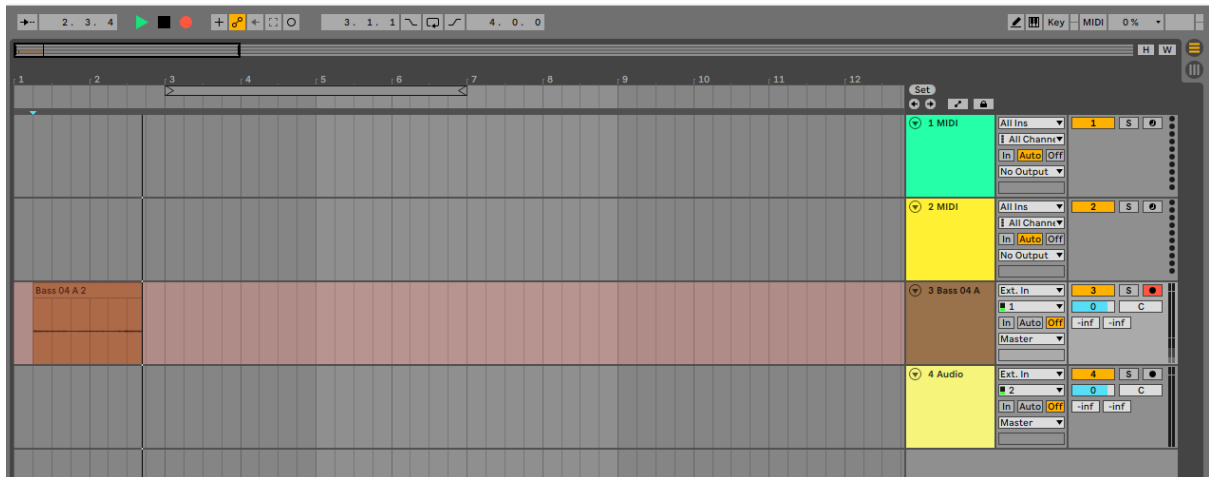 2. 3. 4 3. 1. 1 4. 0. 0 Key MIDI 0 %
H W
1 2 3 4 5 6 7 8 9 10 11 12
Set
1 MIDI All Ins 1 S
All Channe
In Auto Off
No Output
2 MIDI All Ins 2 S
All Channe
In Auto Off
No Output
Bass 04 A 2 3 Bass 04 A Ext. In 3 S
1 0 C
In Auto Off -inf -inf
Master
4 Audio Ext. In 4 S
2 0 C
In Auto Off -inf -inf
Master